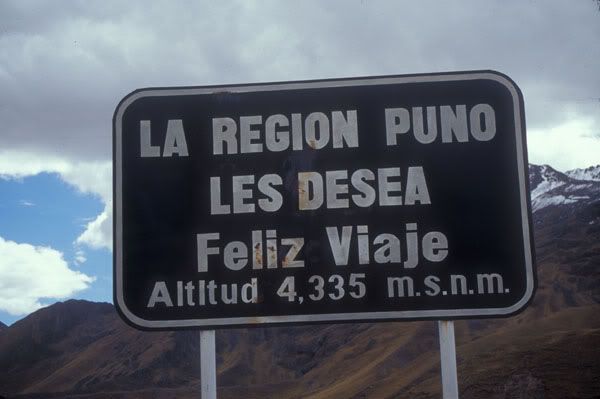 LA REGION PUNO
LES DESEA
Feliz Viaje
Altitud 4,335 m.s.n.m.